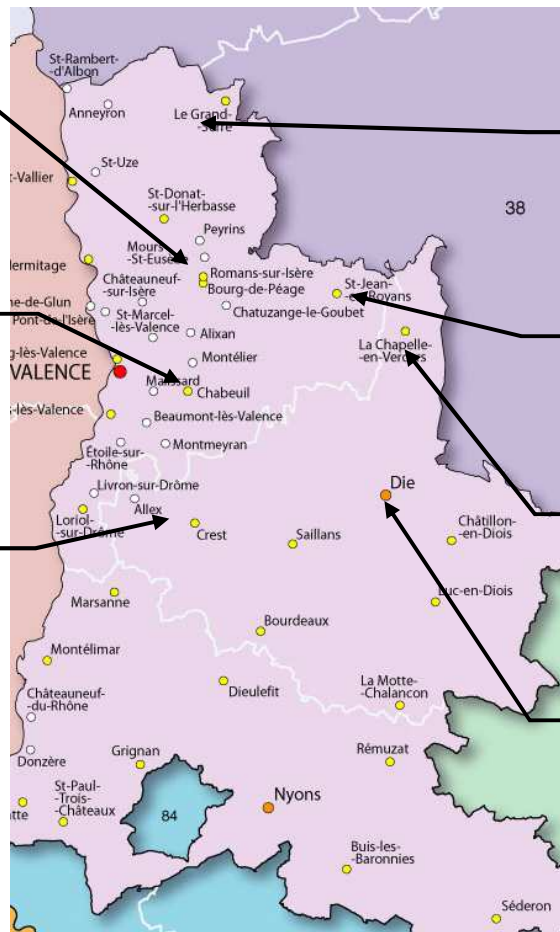 St-Rambert-
-d'Albon
Anneyron
Le Grand-
-Serre
St-Uze
t-Vallier
St-Donat-
-sur-l'Herbasse
38
Peyrins
Mours-
-St-Eusèbe
ermitage
Romans-sur-Isère
Bourg-de-Péage
St-Jean-
-en-Royans
Châteauneuf-
-sur-Isère
ne-de-Glun
Pont-de-l'Isère
Chatuzange-le-Goubet
St-Marcel-
-lès-Valence
Alixan
La Chapelle-
-en-Vercors
g-lès-Valence
Montélier
VALENCE
Malissard
Chabeuil
s-lès-Valence
Beaumont-lès-Valence
Étoile-sur-
-Rhône
Montmeyran
Livron-sur-Drôme
Die
Allex
Loriol-
-sur-Drôme
Crest
Saillans
Châtillon-
-en-Diois
Marsanne
Luc-en-Diois
Bourdeaux
Montélimar
Dieulefit
La Motte-
-Chalancon
Châteauneuf-
-du-Rhône
Donzère
Grignan
Rémuzat
St-Paul-
-Trois-
-Châteaux
tte
84
Nyons
Buis-les-
-Baronnies
Séderon